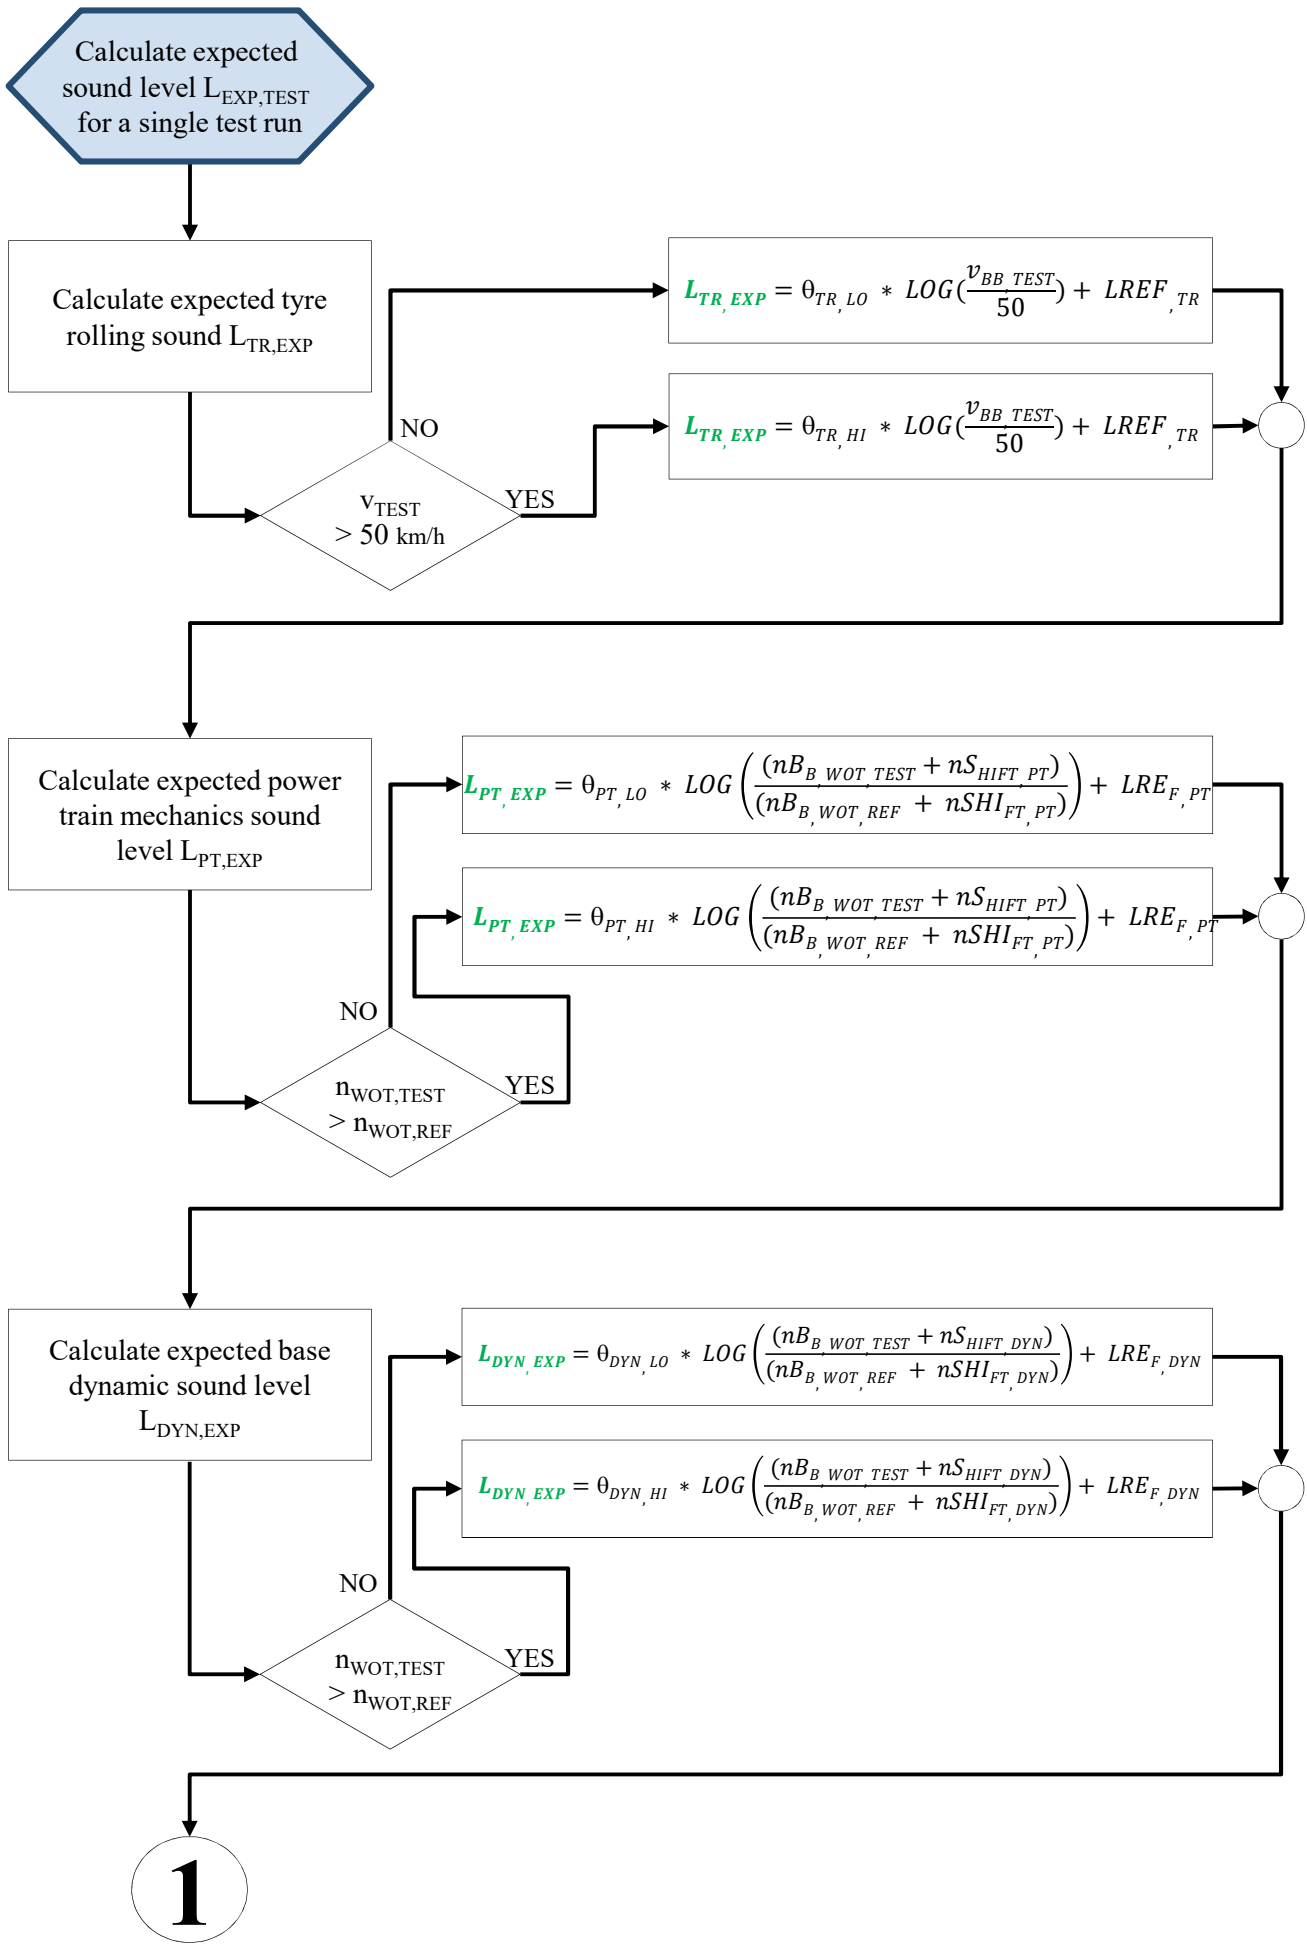 Calculate expected
sound level L_EXP,TEST
for a single test run
Calculate expected tyre
rolling sound L_TR,EXP
L_TR,EXP = θ_TR,LO * LOG(v_BB,TEST / 50) + LREF,TR
L_TR,EXP = θ_TR,HI * LOG(v_BB,TEST / 50) + LREF,TR
NO
YES
v_TEST
> 50 km/h
Calculate expected power
train mechanics sound
level L_PT,EXP
L_PT,EXP = θ_PT,LO * LOG((nB_B,WOT,TEST + nS_HIFT,PT) / (nB_B,WOT,REF + nSHI_FT,PT)) + LRE_F,PT
L_PT,EXP = θ_PT,HI * LOG((nB_B,WOT,TEST + nS_HIFT,PT) / (nB_B,WOT,REF + nSHI_FT,PT)) + LRE_F,PT
NO
YES
n_WOT,TEST
> n_WOT,REF
Calculate expected base
dynamic sound level
L_DYN,EXP
L_DYN,EXP = θ_DYN,LO * LOG((nB_B,WOT,TEST + nS_HIFT,DYN) / (nB_B,WOT,REF + nSHI_FT,DYN)) + LRE_F,DYN
L_DYN,EXP = θ_DYN,HI * LOG((nB_B,WOT,TEST + nS_HIFT,DYN) / (nB_B,WOT,REF + nSHI_FT,DYN)) + LRE_F,DYN
NO
YES
n_WOT,TEST
> n_WOT,REF
1